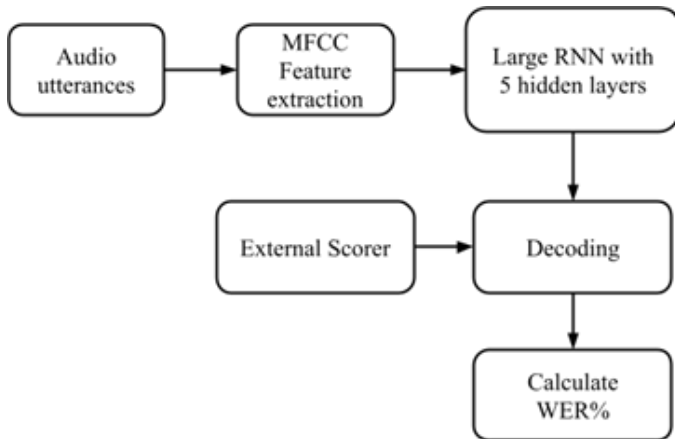 Audio
utterances
MFCC
Feature
extraction
Large RNN with
5 hidden layers
External Scorer
Decoding
Calculate
WER%